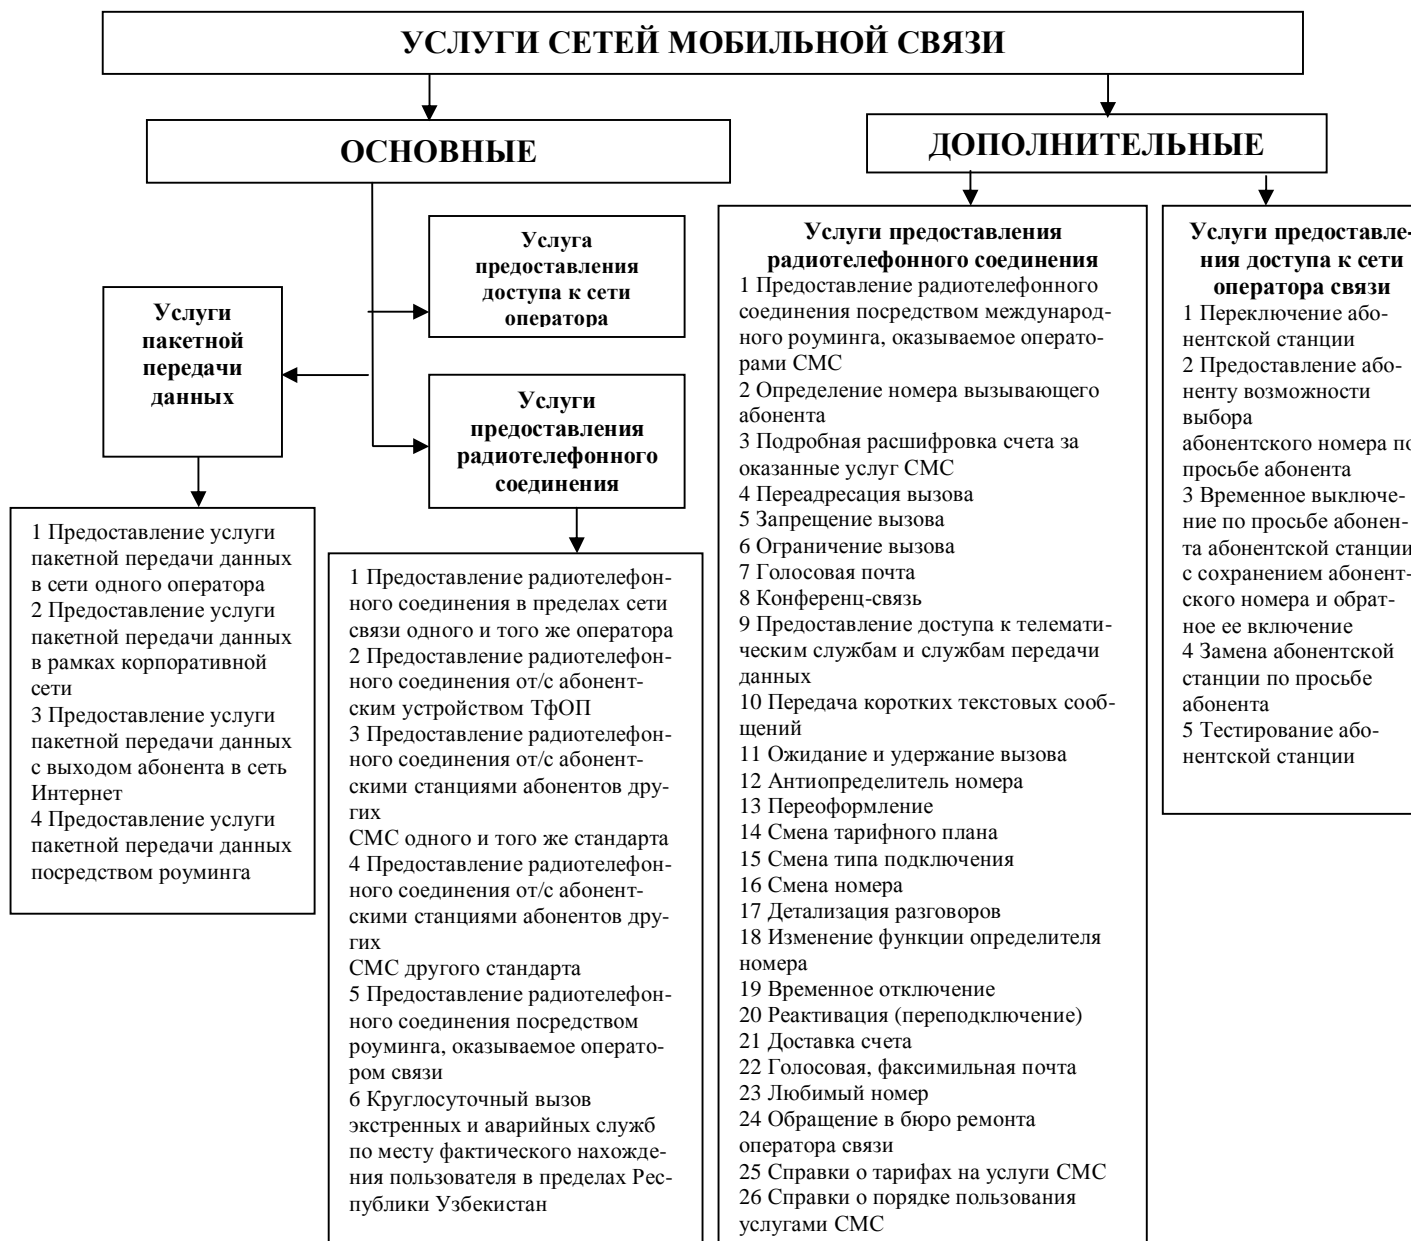 УСЛУГИ СЕТЕЙ МОБИЛЬНОЙ СВЯЗИ
ОСНОВНЫЕ
ДОПОЛНИТЕЛЬНЫЕ
Услуга
предоставления
доступа к сети
оператора
Услуги
пакетной
передачи
данных
Услуги
предоставления
радиотелефонного
соединения
1 Предоставление услуги
пакетной передачи данных
в сети одного оператора
2 Предоставление услуги
пакетной передачи данных
в рамках корпоративной
сети
3 Предоставление услуги
пакетной передачи данных
с выходом абонента в сеть
Интернет
4 Предоставление услуги
пакетной передачи данных
посредством роуминга
1 Предоставление радиотелефон-
ного соединения в пределах сети
связи одного и того же оператора
2 Предоставление радиотелефон-
ного соединения от/с абонент-
ским устройством ТфОП
3 Предоставление радиотелефон-
ного соединения от/с абонент-
скими станциями абонентов дру-
гих
СМС одного и того же стандарта
4 Предоставление радиотелефон-
ного соединения от/с абонент-
скими станциями абонентов дру-
гих
СМС другого стандарта
5 Предоставление радиотелефон-
ного соединения посредством
роуминга, оказываемое операто-
ром связи
6 Круглосуточный вызов
экстренных и аварийных служб
по месту фактического нахожде-
ния пользователя в пределах Рес-
публики Узбекистан
Услуги предоставления
радиотелефонного соединения
1 Предоставление радиотелефонного
соединения посредством международ-
ного роуминга, оказываемое операто-
рами СМС
2 Определение номера вызывающего
абонента
3 Подробная расшифровка счета за
оказанные услуг СМС
4 Переадресация вызова
5 Запрещение вызова
6 Ограничение вызова
7 Голосовая почта
8 Конференц-связь
9 Предоставление доступа к телемати-
ческим службам и службам передачи
данных
10 Передача коротких текстовых сооб-
щений
11 Ожидание и удержание вызова
12 Антиопределитель номера
13 Переоформление
14 Смена тарифного плана
15 Смена типа подключения
16 Смена номера
17 Детализация разговоров
18 Изменение функции определителя
номера
19 Временное отключение
20 Реактивация (переподключение)
21 Доставка счета
22 Голосовая, факсимильная почта
23 Любимый номер
24 Обращение в бюро ремонта
оператора связи
25 Справки о тарифах на услуги СМС
26 Справки о порядке пользования
услугами СМС
Услуги предоставле-
ния доступа к сети
оператора связи
1 Переключение або-
нентской станции
2 Предоставление або-
ненту возможности
выбора
абонентского номера по
просьбе абонента
3 Временное выключе-
ние по просьбе абонен-
та абонентской станции
с сохранением абонент-
ского номера и обрат-
ное ее включение
4 Замена абонентской
станции по просьбе
абонента
5 Тестирование або-
нентской станции